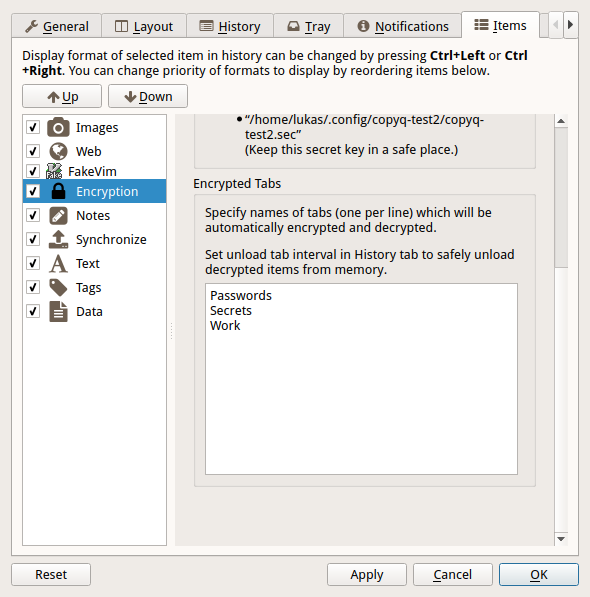 General Layout History Tray Notifications Items
Display format of selected item in history can be changed by pressing Ctrl+Left or Ctrl
+Right. You can change priority of formats to display by reordering items below.
Up Down
Images
Web
FakeVim
Encryption
Notes
Synchronize
Text
Tags
Data
• “/home/lukas/.config/copyq-test2/copyq-
test2.sec”
(Keep this secret key in a safe place.)
Encrypted Tabs
Specify names of tabs (one per line) which will be
automatically encrypted and decrypted.
Set unload tab interval in History tab to safely unload
decrypted items from memory.
Passwords
Secrets
Work
Reset Apply Cancel OK